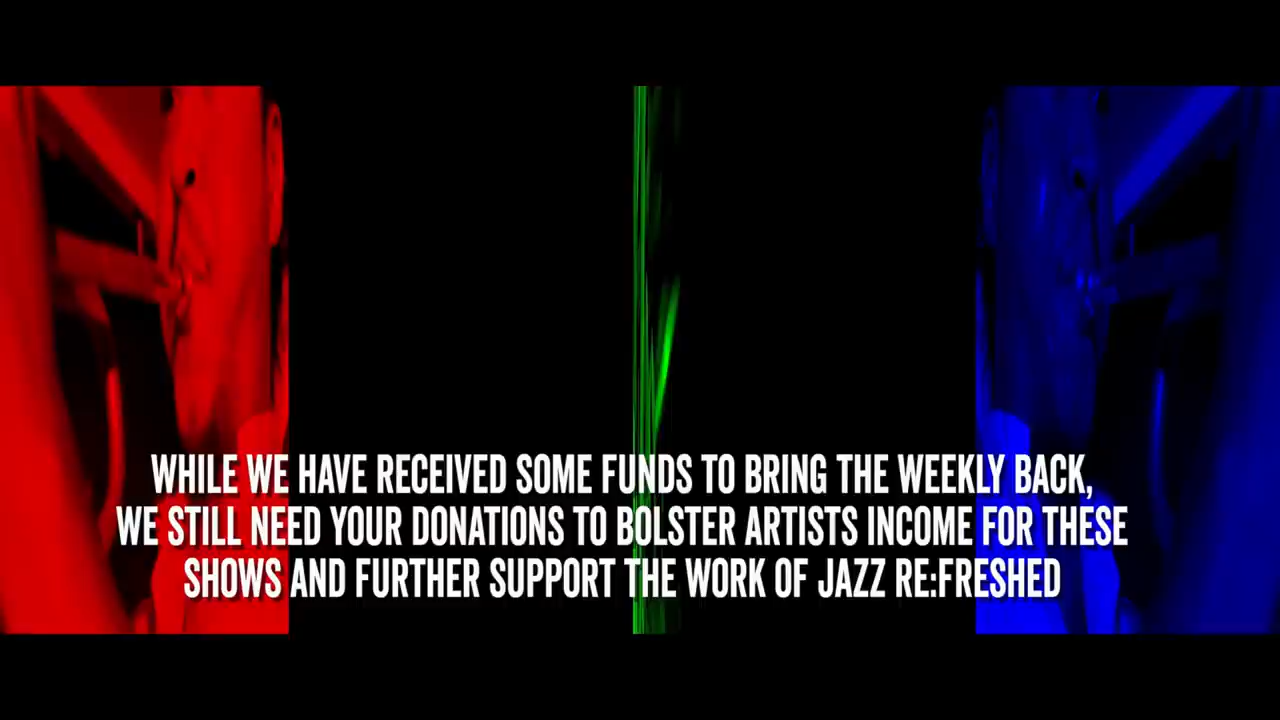 WHILE WE HAVE RECEIVED SOME FUNDS TO BRING THE WEEKLY BACK,
WE STILL NEED YOUR DONATIONS TO BOLSTER ARTISTS INCOME FOR THESE
SHOWS AND FURTHER SUPPORT THE WORK OF JAZZ RE:FRESHED